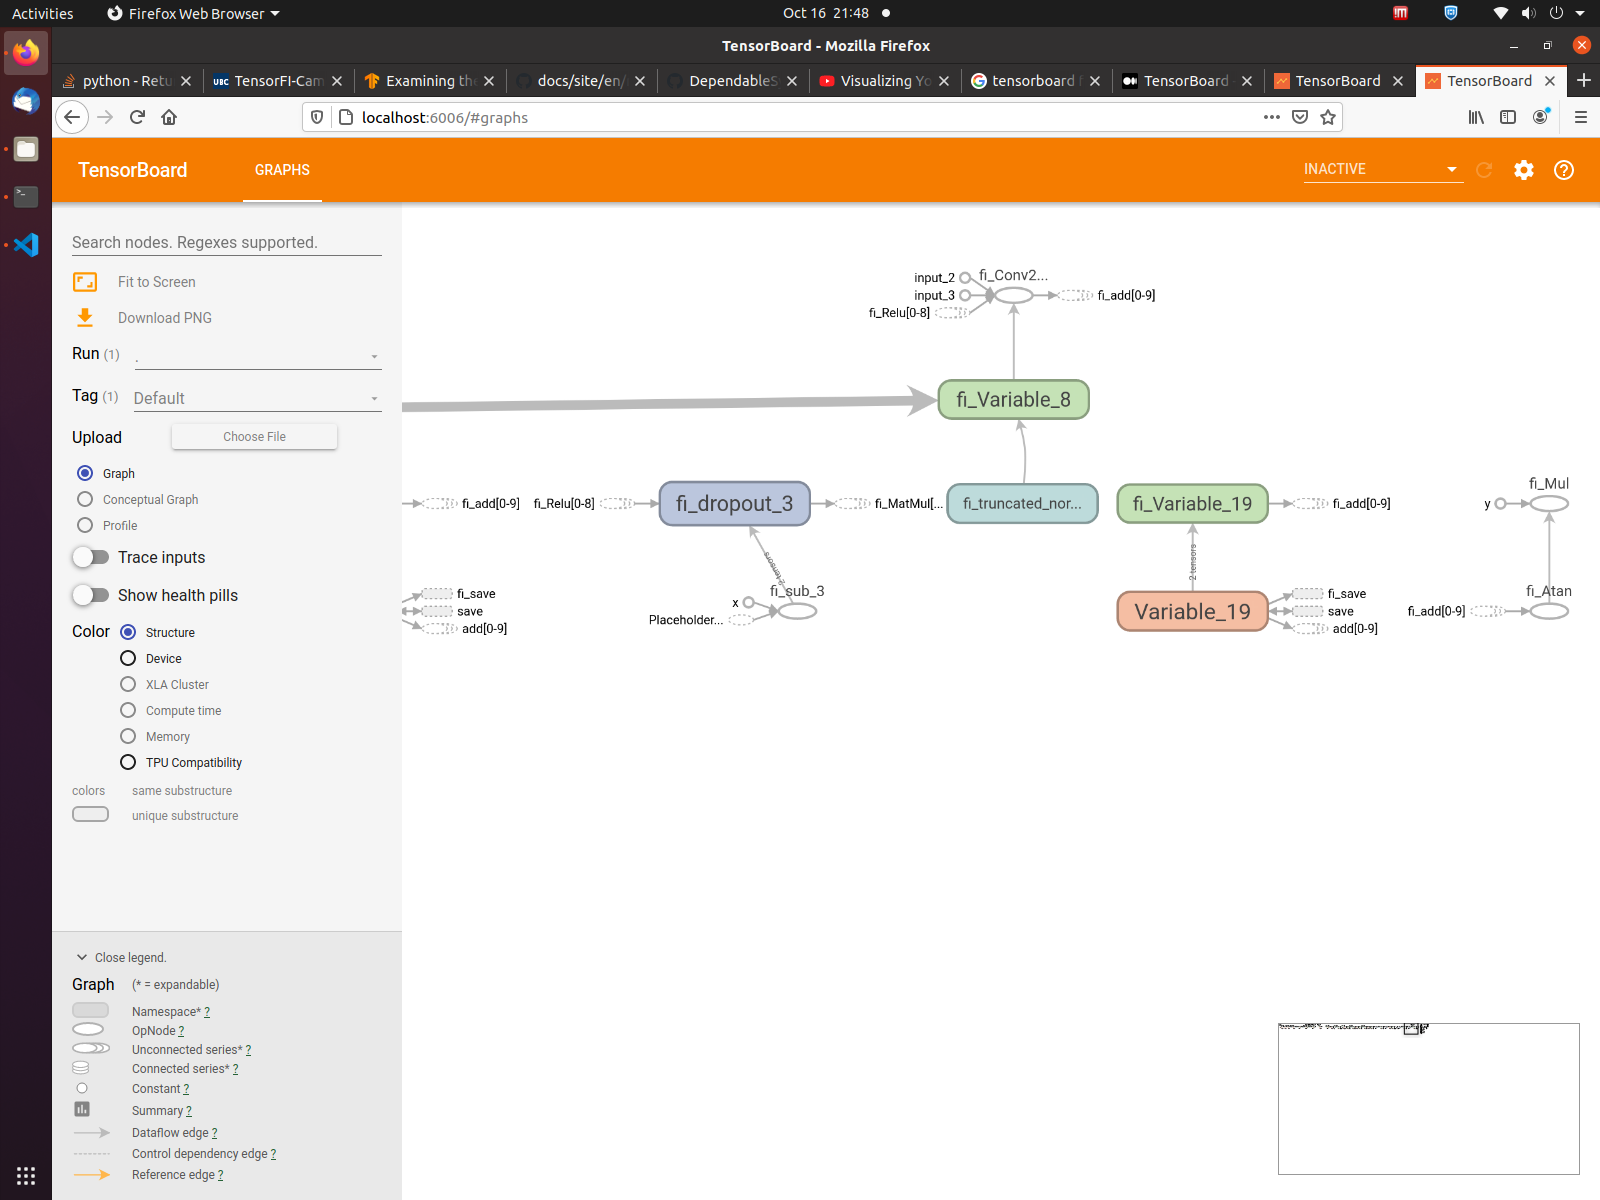 Activities
Firefox Web Browser
Oct 16 21:48
TensorBoard - Mozilla Firefox
python - Retu
UBC TensorFI-Cam
Examining the
docs/site/en/
DependableSy
Visualizing Yo
tensorboard
TensorBoard
TensorBoard
TensorBoard
localhost:6006/#graphs
TensorBoard
GRAPHS
INACTIVE
Search nodes. Regexes supported.
Fit to Screen
Download PNG
Run (1) .
Tag (1) Default
Upload Choose File
Graph
Conceptual Graph
Profile
Trace inputs
Show health pills
Color Structure
Device
XLA Cluster
Compute time
Memory
TPU Compatibility
colors same substructure
unique substructure
Close legend.
Graph (* = expandable)
Namespace* ?
OpNode ?
Unconnected series* ?
Connected series* ?
Constant ?
Summary ?
Dataflow edge ?
Control dependency edge ?
Reference edge ?
input_2
fi_Conv2...
input_3
fi_add[0-9]
fi_Relu[0-8]
fi_Variable_8
fi_add[0-9]
fi_Relu[0-8]
fi_dropout_3
fi_MatMul[...
fi_truncated_nor...
fi_Variable_19
fi_add[0-9]
fi_Mul
y
2 tensors
2 tensors
fi_save
save
add[0-9]
fi_sub_3
x
Placeholder...
Variable_19
fi_save
save
add[0-9]
fi_Atan
fi_add[0-9]